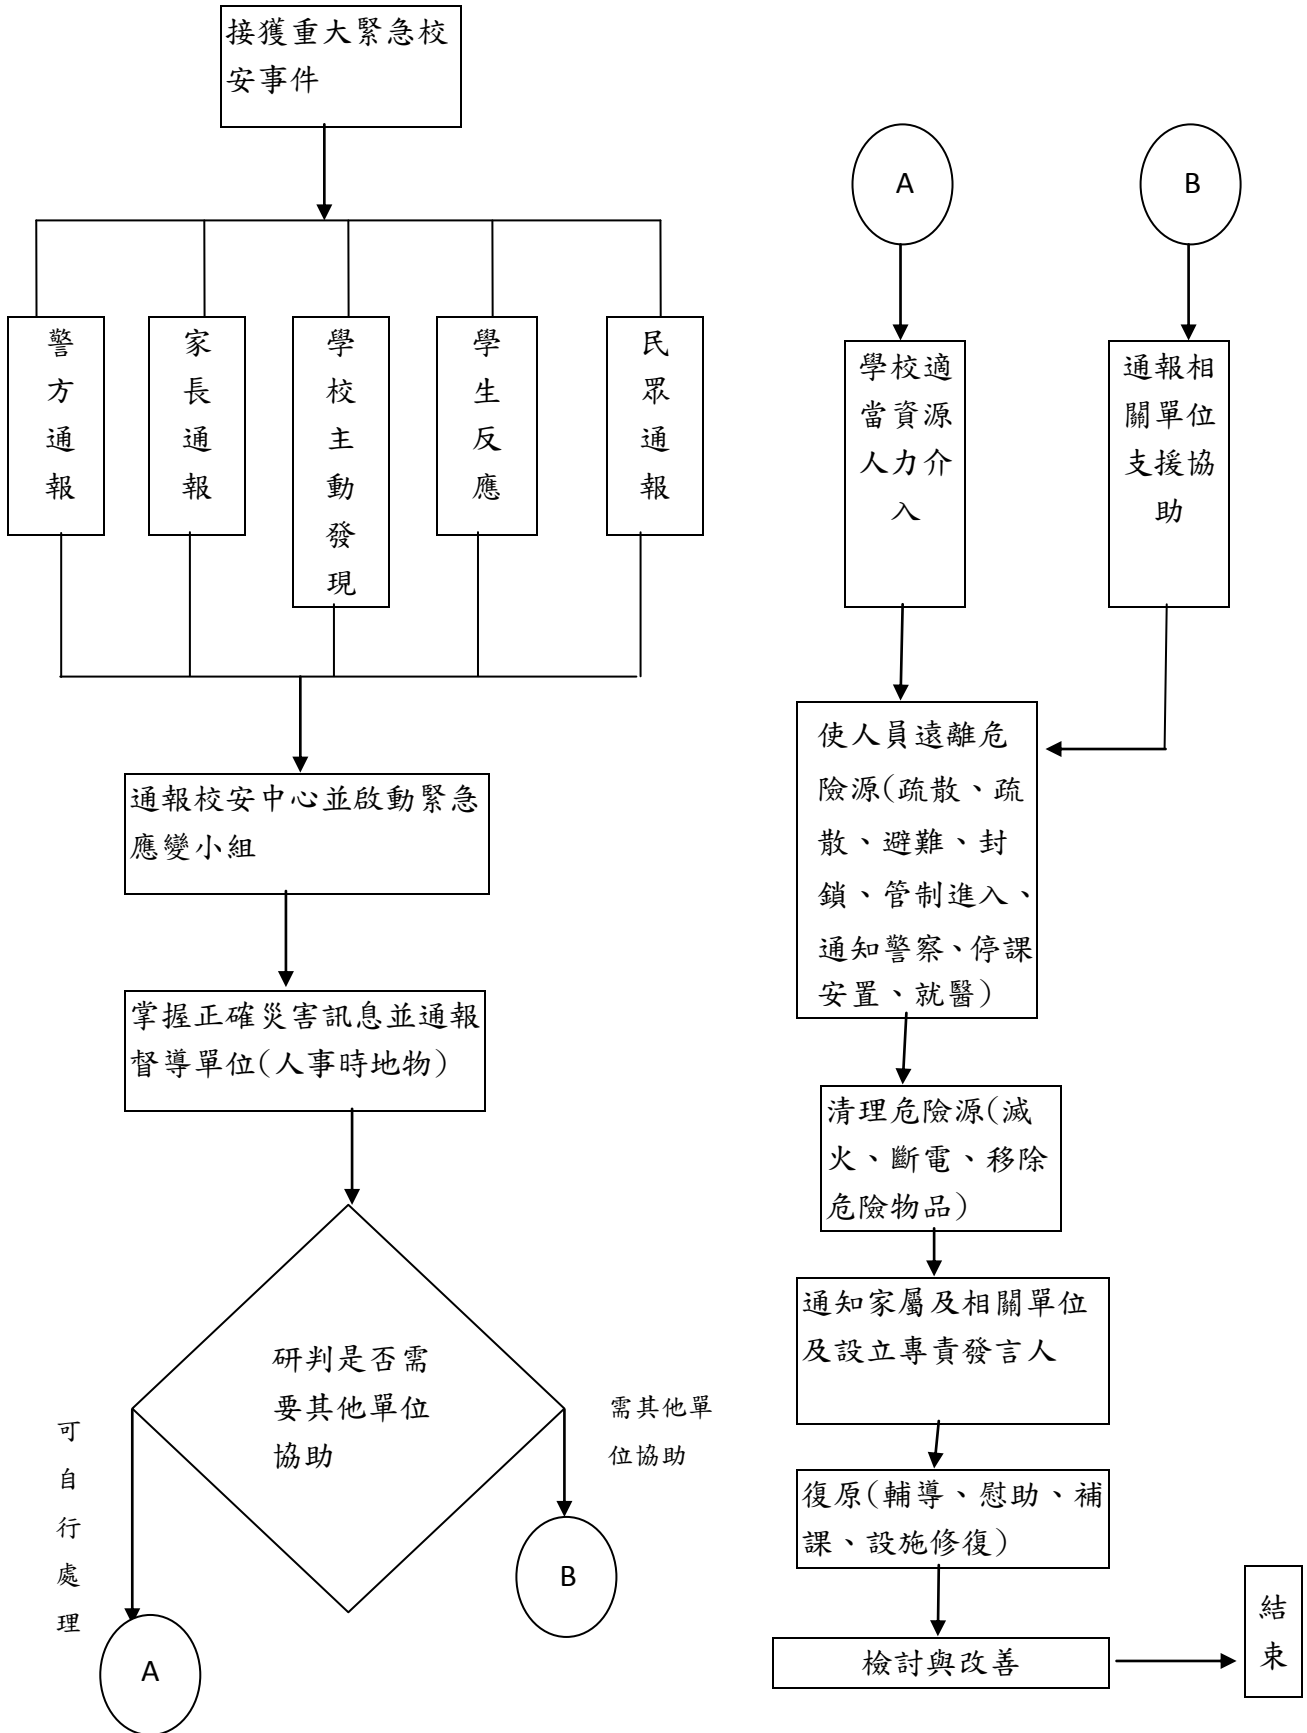 接獲重大緊急校
安事件
警方通報
家長通報
學校主動發現
學生反應
民眾通報
通報校安中心並啟動緊急
應變小組
掌握正確災害訊息並通報
督導單位(人事時地物)
研判是否需
要其他單位
協助
可自行處理
需其他單
位協助
A
B
A
B
學校適
當資源
人力介
入
通報相
關單位
支援協
助
使人員遠離危
險源(疏散、疏
散、避難、封
鎖、管制進入、
通知警察、停課
安置、就醫)
清理危險源(滅
火、斷電、移除
危險物品)
通知家屬及相關單位
及設立專責發言人
復原(輔導、慰助、補
課、設施修復)
檢討與改善
結束